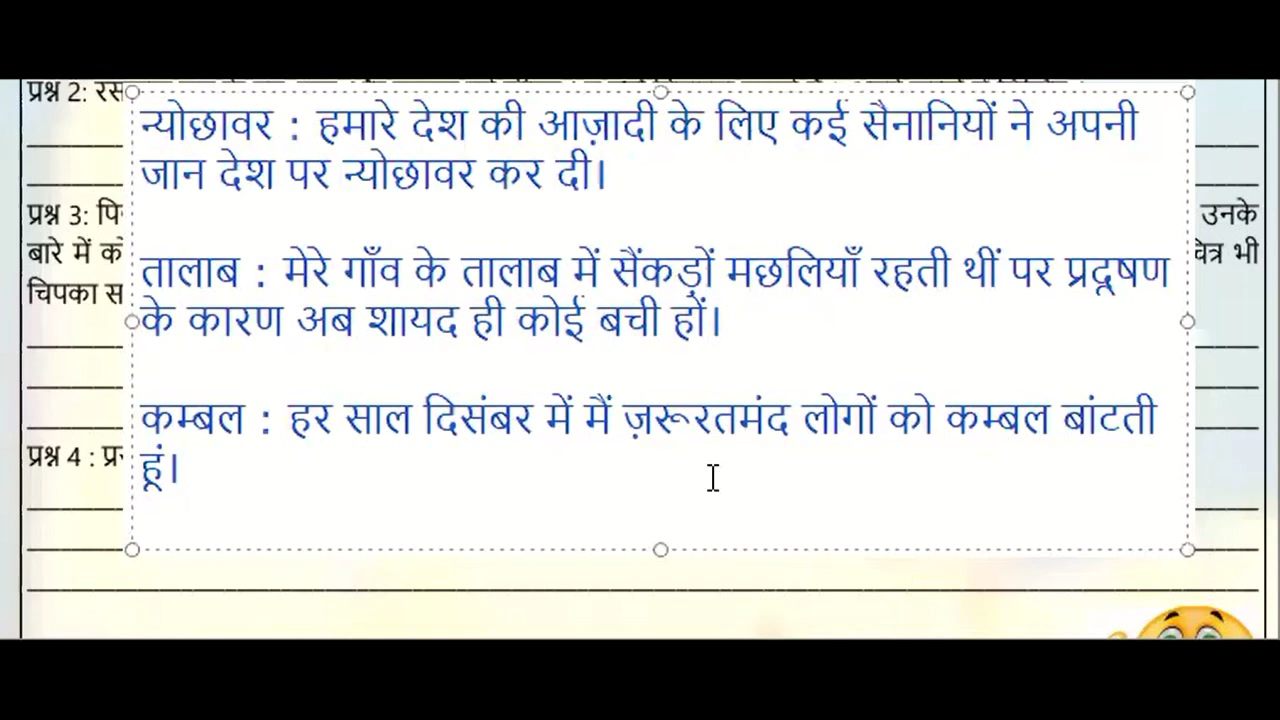 प्रश्न 2: रस
न्योछावर : हमारे देश की आज़ादी के लिए कई सैनानियों ने अपनी
जान देश पर न्योछावर कर दी।
प्रश्न 3: पि
उनके
बारे में क
चित्र भी
चिपका स
तालाब : मेरे गाँव के तालाब में सैंकड़ों मछलियाँ रहती थीं पर प्रदूषण
के कारण अब शायद ही कोई बची हों।
कम्बल : हर साल दिसंबर में मैं ज़रूरतमंद लोगों को कम्बल बांटती
हूं।
प्रश्न 4 : प्र